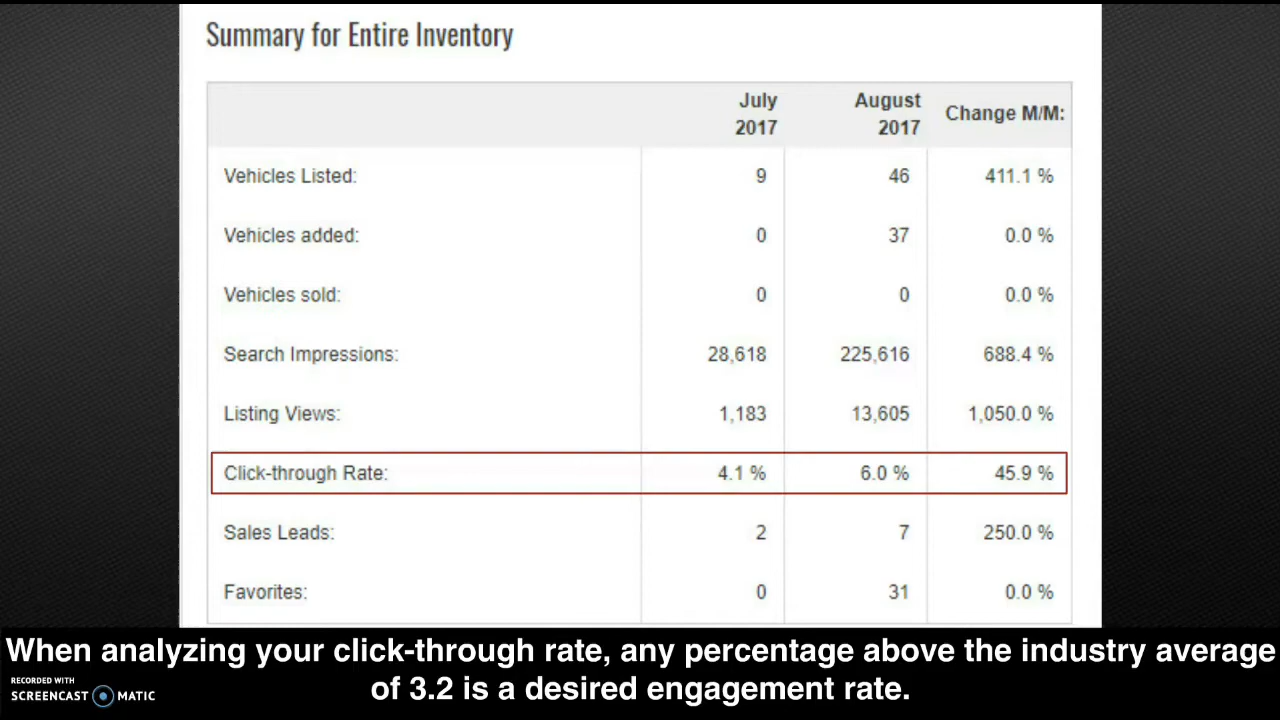 Summary for Entire Inventory
July 2017 August 2017 Change M/M:
Vehicles Listed: 9 46 411.1 %
Vehicles added: 0 37 0.0 %
Vehicles sold: 0 0 0.0 %
Search Impressions: 28,618 225,616 688.4 %
Listing Views: 1,183 13,605 1,050.0 %
Click-through Rate: 4.1 % 6.0 % 45.9 %
Sales Leads: 2 7 250.0 %
Favorites: 0 31 0.0 %
When analyzing your click-through rate, any percentage above the industry average
of 3.2 is a desired engagement rate.
RECORDED WITH
SCREENCAST MATIC